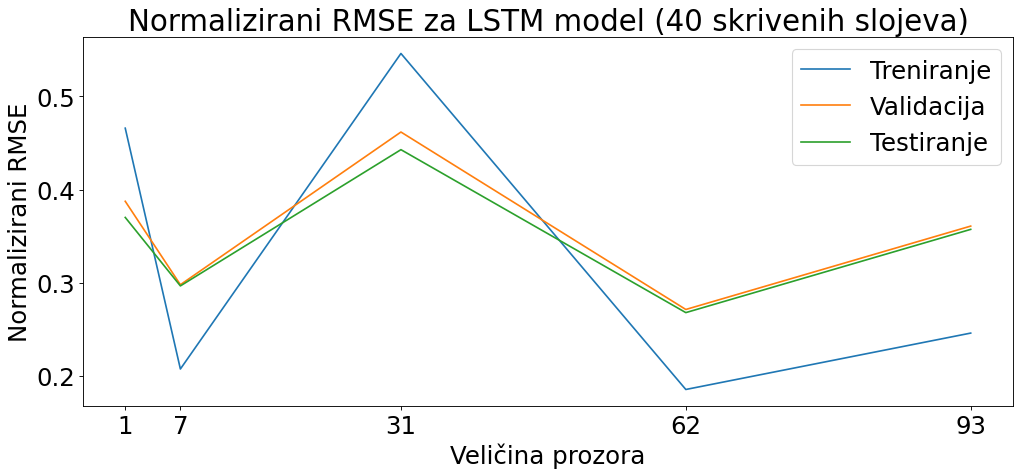 Normalizirani RMSE za LSTM model (40 skrivenih slojeva)
Normalizirani RMSE
0.5
0.4
0.3
0.2
Treniranje
Validacija
Testiranje
1 7 31 62 93
Veličina prozora